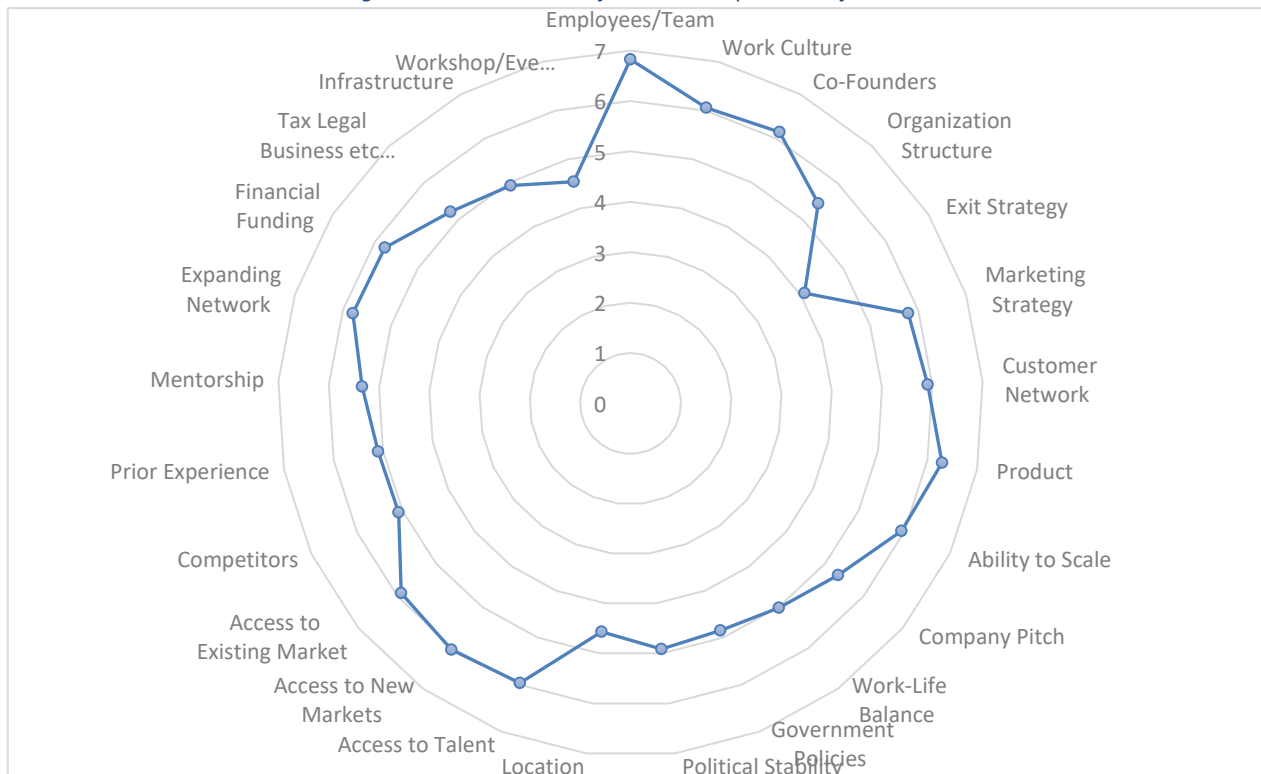 Employees/Team
Work Culture
Co-Founders
Organization
Structure
Exit Strategy
Marketing
Strategy
Customer
Network
Product
Ability to Scale
Company Pitch
Work-Life
Balance
Government
Policies
Political Stability
Location
Access to Talent
Access to New
Markets
Access to
Existing Market
Competitors
Prior Experience
Mentorship
Expanding
Network
Financial
Funding
Tax Legal
Business etc...
Infrastructure
Workshop/Eve...
7
6
5
4
3
2
1
0